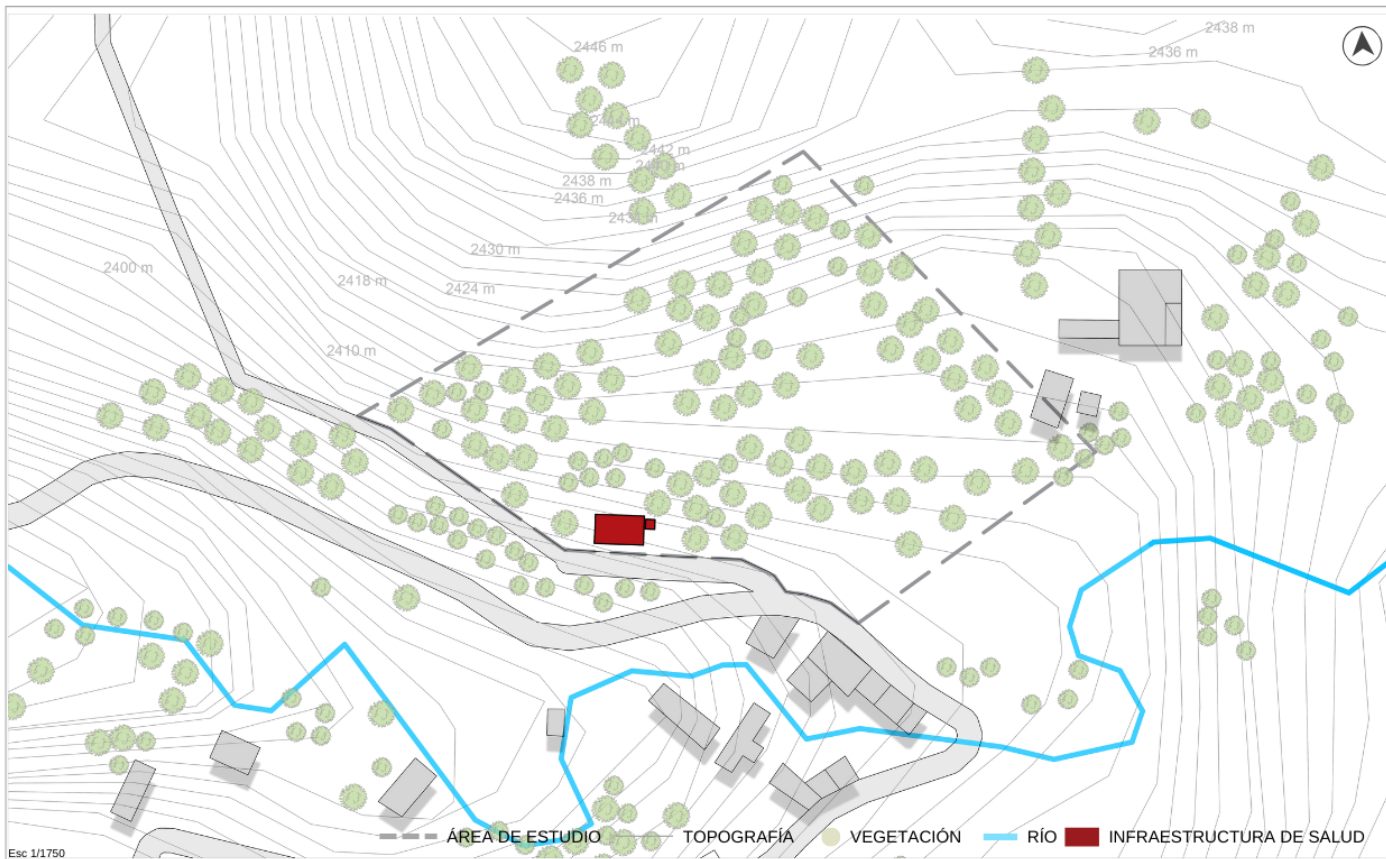 2446 m
2438 m
2436 m
2442 m
2438 m
2436 m
2430 m
2400 m
2418 m
2424 m
2410 m
ÁREA DE ESTUDIO
TOPOGRAFÍA
VEGETACIÓN
RÍO
INFRAESTRUCTURA DE SALUD
Esc 1/1750